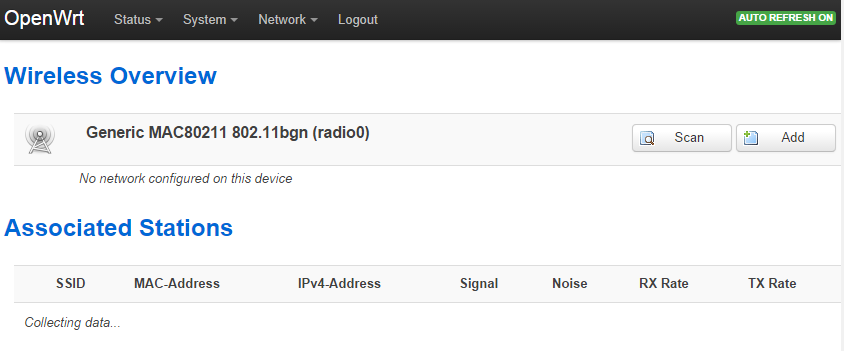 OpenWrt Status System Network Logout AUTO REFRESH ON
Wireless Overview
Generic MAC80211 802.11bgn (radio0) Scan Add
No network configured on this device
Associated Stations
SSID MAC-Address IPv4-Address Signal Noise RX Rate TX Rate
Collecting data...